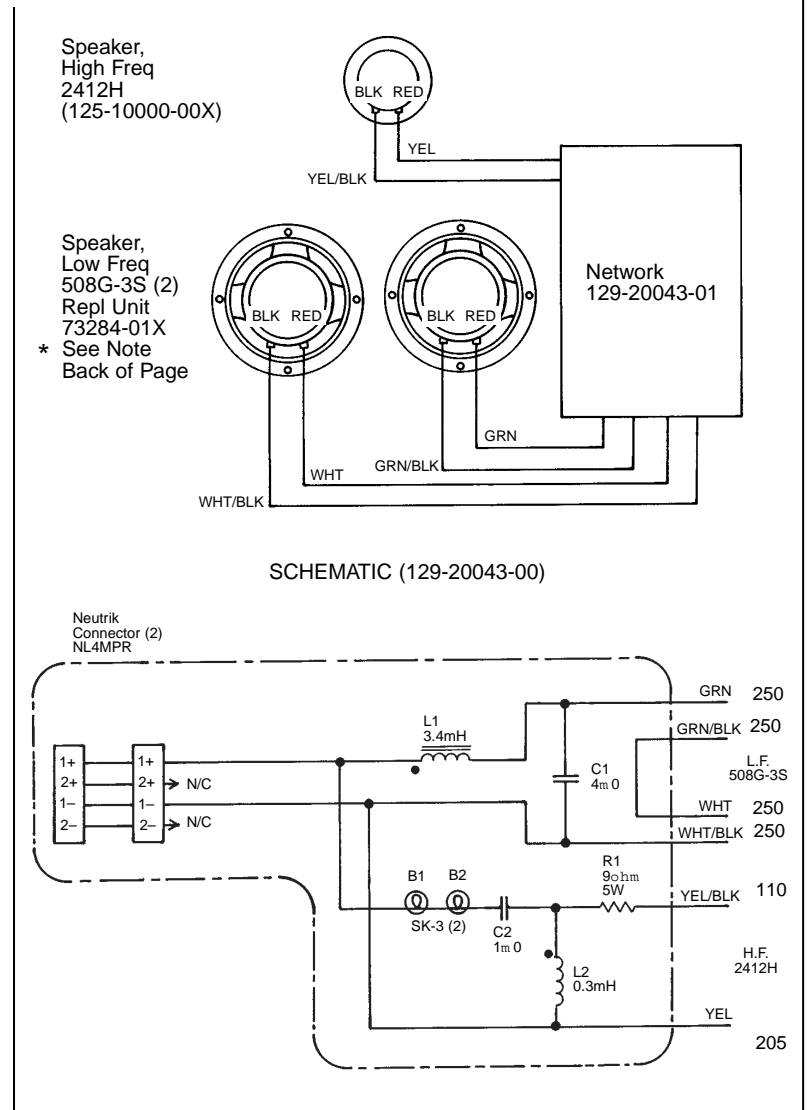 Speaker,
High Freq
2412H
(125-10000-00X)
BLK RED
YEL
YEL/BLK
Speaker,
Low Freq
508G-3S (2)
Repl Unit
73284-01X
* See Note
Back of Page
BLK RED
BLK RED
Network
129-20043-01
GRN
GRN/BLK
WHT
WHT/BLK
SCHEMATIC (129-20043-00)
Neutrik
Connector (2)
NL4MPR
1+
2+
1–
2–
1+
2+
1–
2–
N/C
N/C
L1
3.4mH
C1
4m0
GRN 250
GRN/BLK 250
L.F.
508G-3S
WHT 250
WHT/BLK 250
B1 B2
SK-3 (2)
C2
1m0
R1
9ohm
5W
YEL/BLK 110
L2
0.3mH
H.F.
2412H
YEL
205